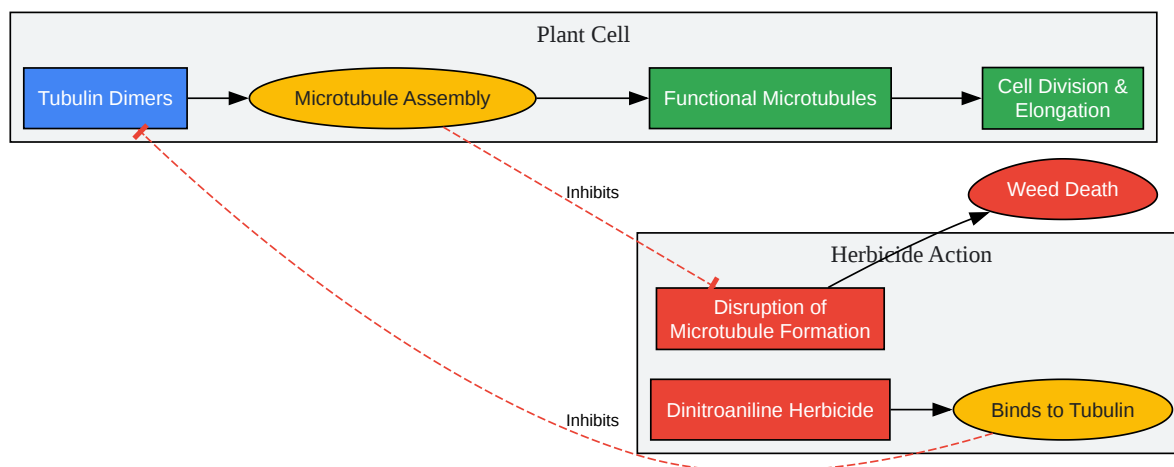 Plant Cell
Tubulin Dimers
Microtubule Assembly
Functional Microtubules
Cell Division &
Elongation
Inhibits
Weed Death
Herbicide Action
Disruption of
Microtubule Formation
Dinitroaniline Herbicide
Binds to Tubulin
Inhibits